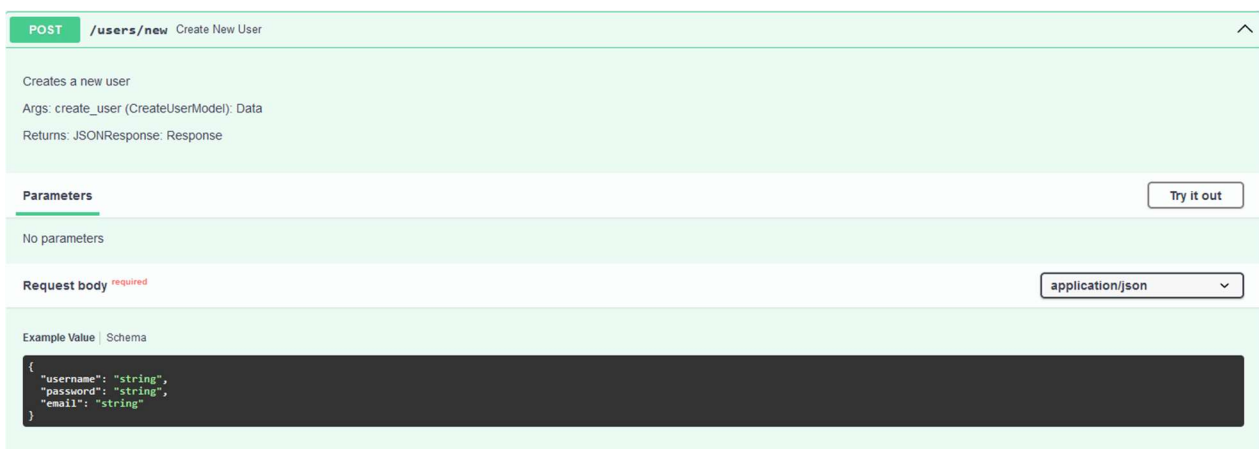 POST /users/new Create New User
Creates a new user
Args: create_user (CreateUserModel): Data
Returns: JSONResponse: Response
Parameters
Try it out
No parameters
Request body required
application/json
Example Value | Schema
{
  "username": "string",
  "password": "string",
  "email": "string"
}